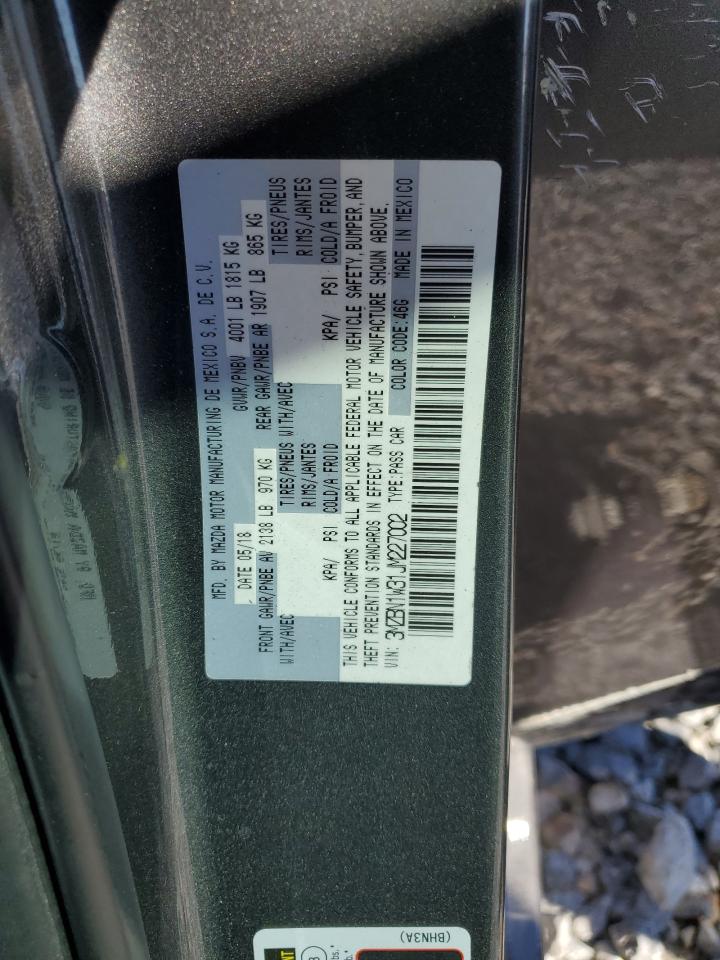 MFD. BY MAZDA MOTOR MANUFACTURING DE MEXICO S.A. DE C.V.
DATE 05/18 GVWR/PNBV 4001 LB 1815 KG
FRONT GAWR/PNBE AV 2138 LB 970 KG REAR GAWR/PNBE AR 1907 LB 865 KG
WITH/AVEC TIRES/PNEUS WITH/AVEC TIRES/PNEUS
RIMS/JANTES RIMS/JANTES
KPA/ PSI COLD/A FROID KPA/ PSI COLD/A FROID
THIS VEHICLE CONFORMS TO ALL APPLICABLE FEDERAL MOTOR VEHICLE SAFETY, BUMPER, AND
THEFT PREVENTION STANDARDS IN EFFECT ON THE DATE OF MANUFACTURE SHOWN ABOVE.
VIN: 3MZBN1W31JM227002 TYPE:PASS CAR COLOR CODE:46G MADE IN MEXICO
(BHN3A)